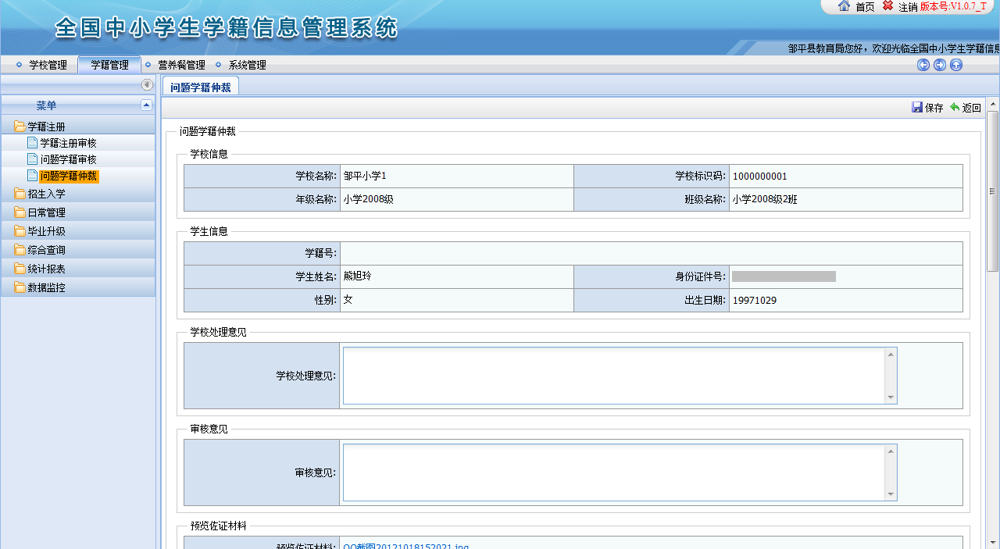 首页 注销 版本号:V1.0.7_T
全国中小学生学籍信息管理系统
邹平县教育局您好，欢迎光临全国中小学生学籍信息
学校管理 学籍管理 营养餐管理 系统管理
问题学籍仲裁
菜单
保存 返回
学籍注册
学籍注册审核
问题学籍审核
问题学籍仲裁
招生入学
日常管理
毕业升级
综合查询
统计报表
数据监控
问题学籍仲裁
学校信息
学校名称: 邹平小学1 学校标识码: 1000000001
年级名称: 小学2008级 班级名称: 小学2008级2班
学生信息
学籍号:
学生姓名: 熊旭玲 身份证件号:
性别: 女 出生日期: 19971029
学校处理意见
学校处理意见:
审核意见
审核意见:
预览佐证材料
预览佐证材料: QQ截图20121018152021.jpg